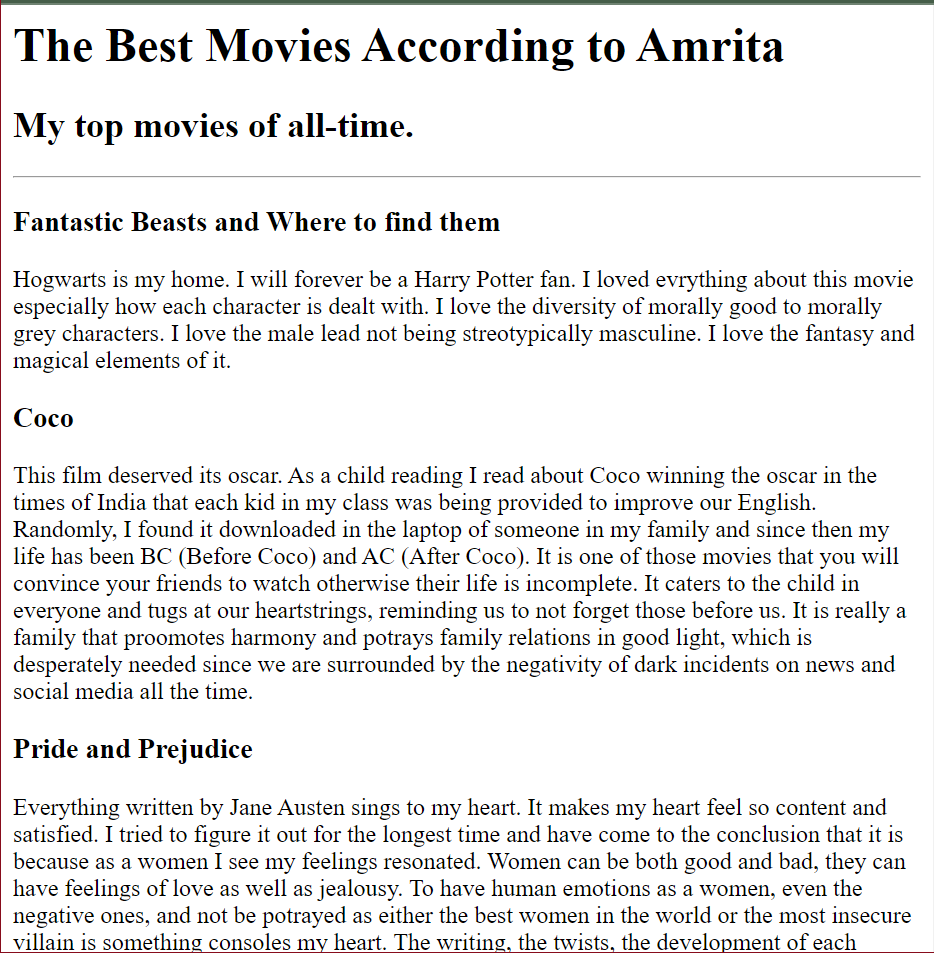 The Best Movies According to Amrita
My top movies of all-time.
Fantastic Beasts and Where to find them
Hogwarts is my home. I will forever be a Harry Potter fan. I loved evrything about this movie
especially how each character is dealt with. I love the diversity of morally good to morally
grey characters. I love the male lead not being streotypically masculine. I love the fantasy and
magical elements of it.
Coco
This film deserved its oscar. As a child reading I read about Coco winning the oscar in the
times of India that each kid in my class was being provided to improve our English.
Randomly, I found it downloaded in the laptop of someone in my family and since then my
life has been BC (Before Coco) and AC (After Coco). It is one of those movies that you will
convince your friends to watch otherwise their life is incomplete. It caters to the child in
everyone and tugs at our heartstrings, reminding us to not forget those before us. It is really a
family that proomotes harmony and potrays family relations in good light, which is
desperately needed since we are surrounded by the negativity of dark incidents on news and
social media all the time.
Pride and Prejudice
Everything written by Jane Austen sings to my heart. It makes my heart feel so content and
satisfied. I tried to figure it out for the longest time and have come to the conclusion that it is
because as a women I see my feelings resonated. Women can be both good and bad, they can
have feelings of love as well as jealousy. To have human emotions as a women, even the
negative ones, and not be potrayed as either the best women in the world or the most insecure
villain is something consoles my heart. The writing, the twists, the development of each